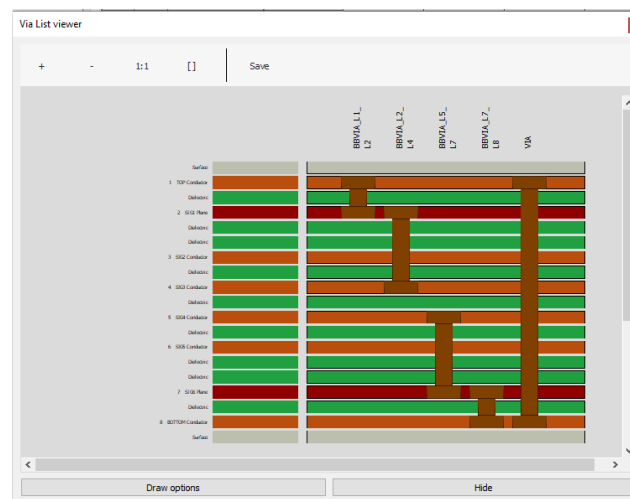 Via List viewer
+ - 1:1 [ ] Save
BBVIA_L1_
L2
BBVIA_L2_
L4
BBVIA_L5_
L7
BBVIA_L7_
L8
VIA
Surface
1 TOP Conductor
Dielectric
2 SIG1 Plane
Dielectric
Dielectric
3 SIG2 Conductor
Dielectric
4 SIG3 Conductor
Dielectric
5 SIG4 Conductor
Dielectric
6 SIG5 Conductor
Dielectric
Dielectric
7 SIG6 Plane
Dielectric
8 BOTTOM Conductor
Surface
Draw options
Hide